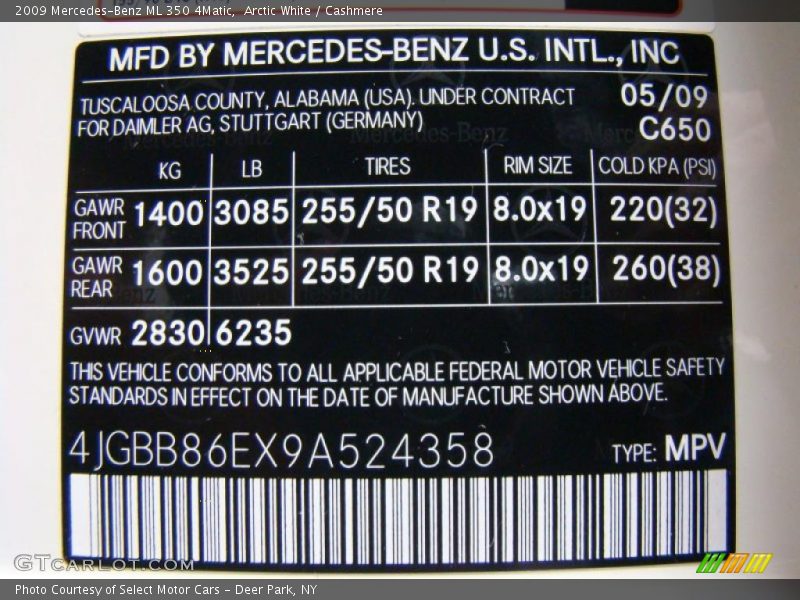 2009 Mercedes-Benz ML 350 4Matic,  Arctic White / Cashmere
MFD BY MERCEDES-BENZ U.S. INTL., INC
TUSCALOOSA COUNTY, ALABAMA (USA). UNDER CONTRACT 05/09
FOR DAIMLER AG, STUTTGART (GERMANY) C650
KG LB TIRES RIM SIZE COLD KPA (PSI)
GAWR FRONT 1400 3085 255/50 R19 8.0x19 220(32)
GAWR REAR 1600 3525 255/50 R19 8.0x19 260(38)
GVWR 2830 6235
THIS VEHICLE CONFORMS TO ALL APPLICABLE FEDERAL MOTOR VEHICLE SAFETY
STANDARDS IN EFFECT ON THE DATE OF MANUFACTURE SHOWN ABOVE.
4JGBB86EX9A524358 TYPE: MPV
GTCARLOT.COM
Photo Courtesy of Select Motor Cars - Deer Park, NY